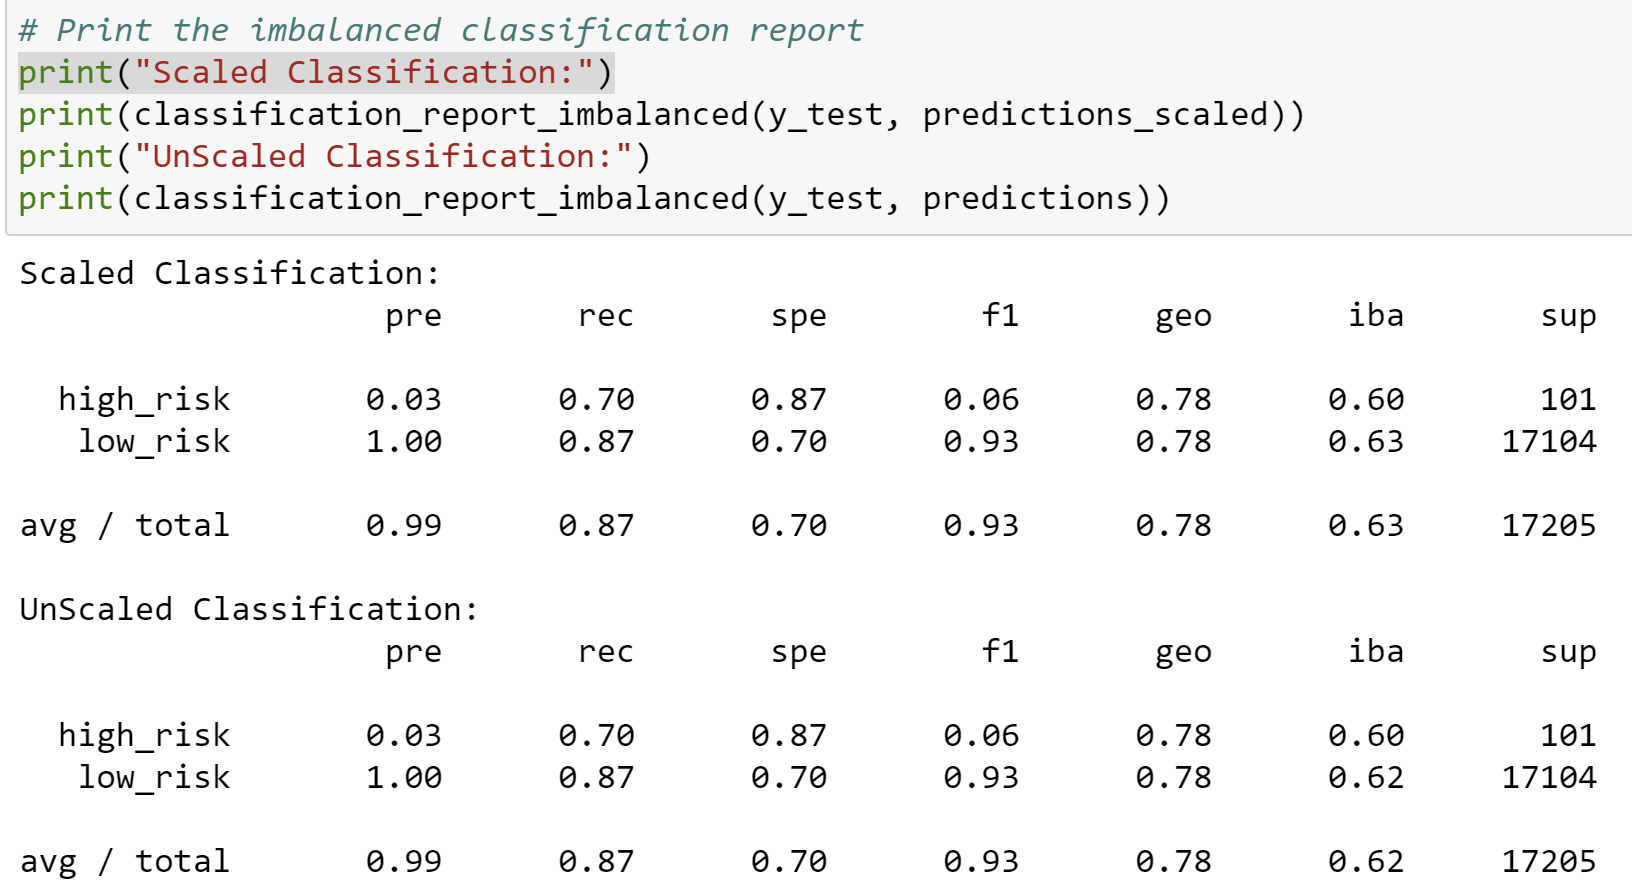 # Print the imbalanced classification report
print("Scaled Classification:")
print(classification_report_imbalanced(y_test, predictions_scaled))
print("UnScaled Classification:")
print(classification_report_imbalanced(y_test, predictions))
Scaled Classification:
pre rec spe f1 geo iba sup
high_risk 0.03 0.70 0.87 0.06 0.78 0.60 101
low_risk 1.00 0.87 0.70 0.93 0.78 0.63 17104
avg / total 0.99 0.87 0.70 0.93 0.78 0.63 17205
UnScaled Classification:
pre rec spe f1 geo iba sup
high_risk 0.03 0.70 0.87 0.06 0.78 0.60 101
low_risk 1.00 0.87 0.70 0.93 0.78 0.62 17104
avg / total 0.99 0.87 0.70 0.93 0.78 0.62 17205